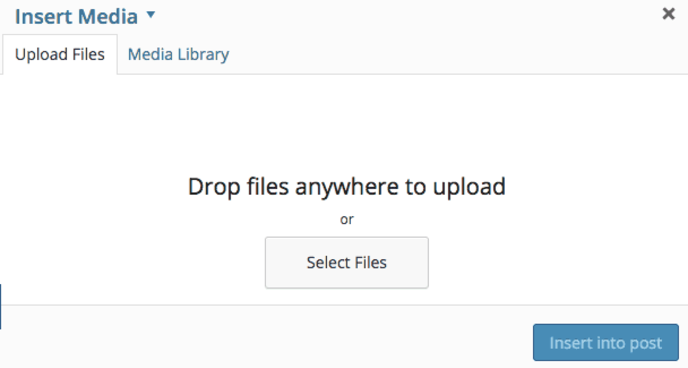 Insert Media
Upload Files Media Library
Drop files anywhere to upload
or
Select Files
Insert into post